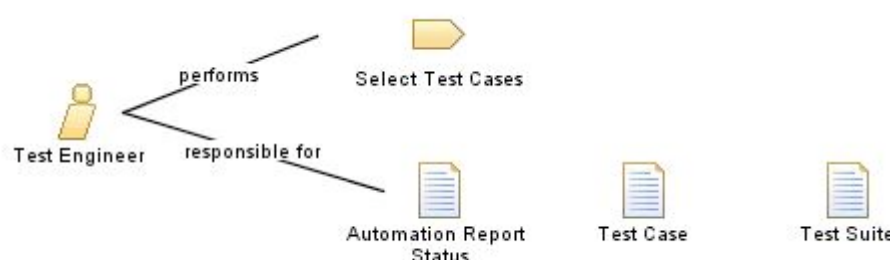 performs
Select Test Cases
Test Engineer
responsible for
Automation Report
Status
Test Case
Test Suite